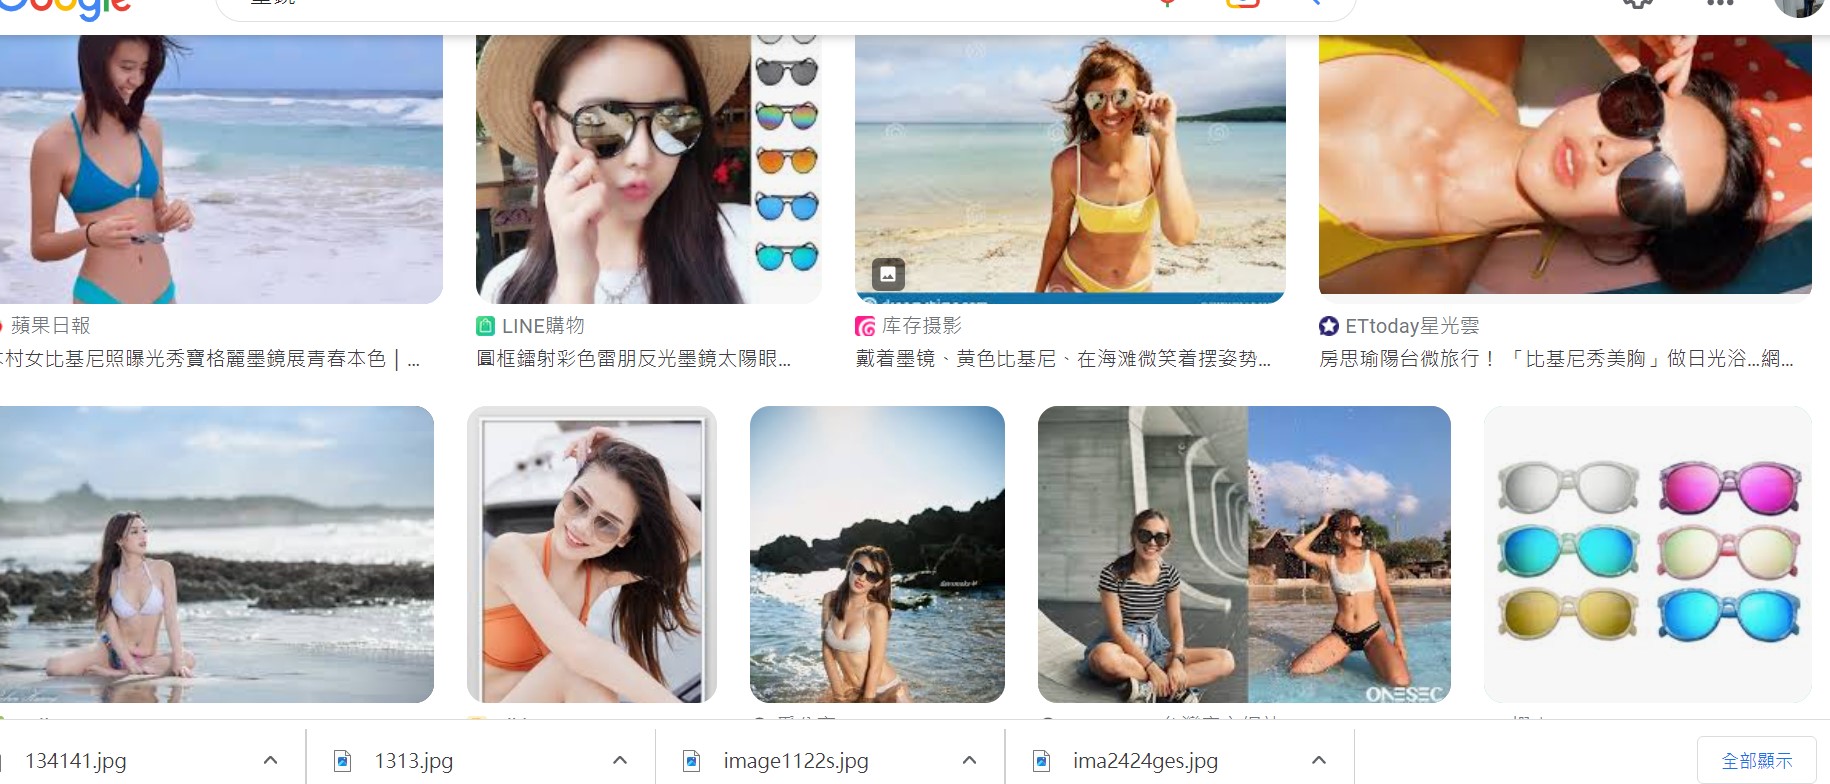 Google
蘋果日報
LINE購物
库存摄影
ETtoday星光雲
村女比基尼照曝光秀寶格麗墨鏡展青春本色 | ...
圓框鐳射彩色雷朋反光墨鏡太陽眼...
戴着墨镜、黄色比基尼、在海滩微笑着摆姿势...
房思瑜陽台微旅行！「比基尼秀美胸」做日光浴...網...
ONESEC
134141.jpg
1313.jpg
image1122s.jpg
ima2424ges.jpg
全部顯示